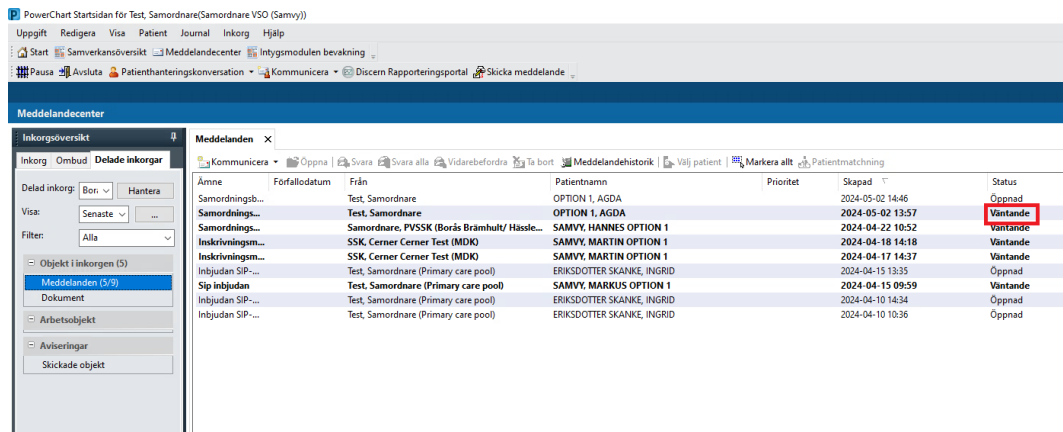 PowerChart Startsidan för Test, Samordnare(Samordnare VSO (Samvy))
Uppgift Redigera Visa Patient Journal Inkorg Hjälp
Start Samverkansöversikt Meddelandecenter Intygsmodulen bevakning
Pausa Avsluta Patienthanteringskonversation Kommunicera Discern Rapporteringsportal Skicka meddelande
Meddelandecenter
Inkorgsöversikt
Inkorg Ombud Delade inkorgar
Delad inkorg: Bor Hantera
Visa: Senaste ...
Filter: Alla
Objekt i inkorgen (5)
Meddelanden (5/9)
Dokument
Arbetsobjekt
Aviseringar
Skickade objekt
Meddelanden X
Kommunicera Öppna Svara Svara alla Vidarebefordra Ta bort Meddelandehistorik Välj patient Markera allt Patientmatchning
Ämne Förfallodatum Från Patientnamn Prioritet Skapad Status
Samordningsb... Test, Samordnare OPTION 1, AGDA 2024-05-02 14:46 Öppnad
Samordnings... Test, Samordnare OPTION 1, AGDA 2024-05-02 13:57 Väntande
Samordnings... Samordnare, PVSSK (Borås Brämhult/ Hässle... SAMVY, HANNES OPTION 1 2024-04-22 10:52 Väntande
Inskrivningsm... SSK, Cerner Cerner Test (MDK) SAMVY, MARTIN OPTION 1 2024-04-18 14:18 Väntande
Inskrivningsm... SSK, Cerner Cerner Test (MDK) SAMVY, MARTIN OPTION 1 2024-04-17 14:37 Väntande
Inbjudan SIP-... Test, Samordnare (Primary care pool) ERIKSDOTTER SKANKE, INGRID 2024-04-15 13:35 Öppnad
Sip inbjudan Test, Samordnare (Primary care pool) SAMVY, MARKUS OPTION 1 2024-04-15 09:59 Väntande
Inbjudan SIP-... Test, Samordnare (Primary care pool) ERIKSDOTTER SKANKE, INGRID 2024-04-10 14:34 Öppnad
Inbjudan SIP-... Test, Samordnare (Primary care pool) ERIKSDOTTER SKANKE, INGRID 2024-04-10 10:36 Öppnad